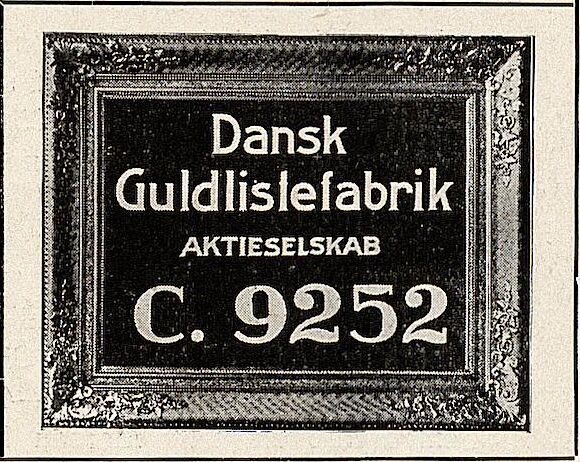 Dansk
Guldlistefabrik
AKTIESELSKAB
C. 9252